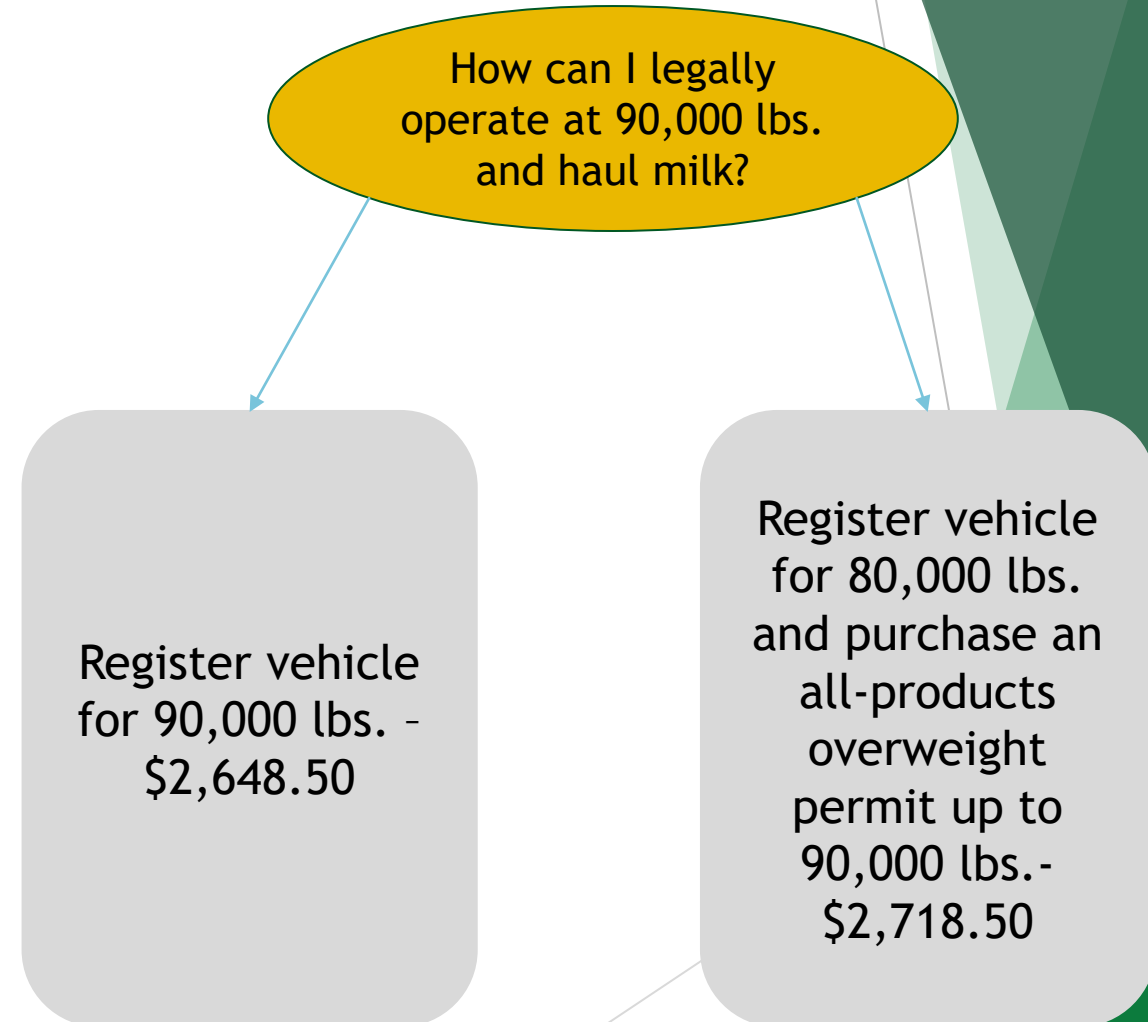 How can I legally
operate at 90,000 lbs.
and haul milk?
Register vehicle
for 90,000 lbs. –
$2,648.50
Register vehicle
for 80,000 lbs.
and purchase an
all-products
overweight
permit up to
90,000 lbs.-
$2,718.50